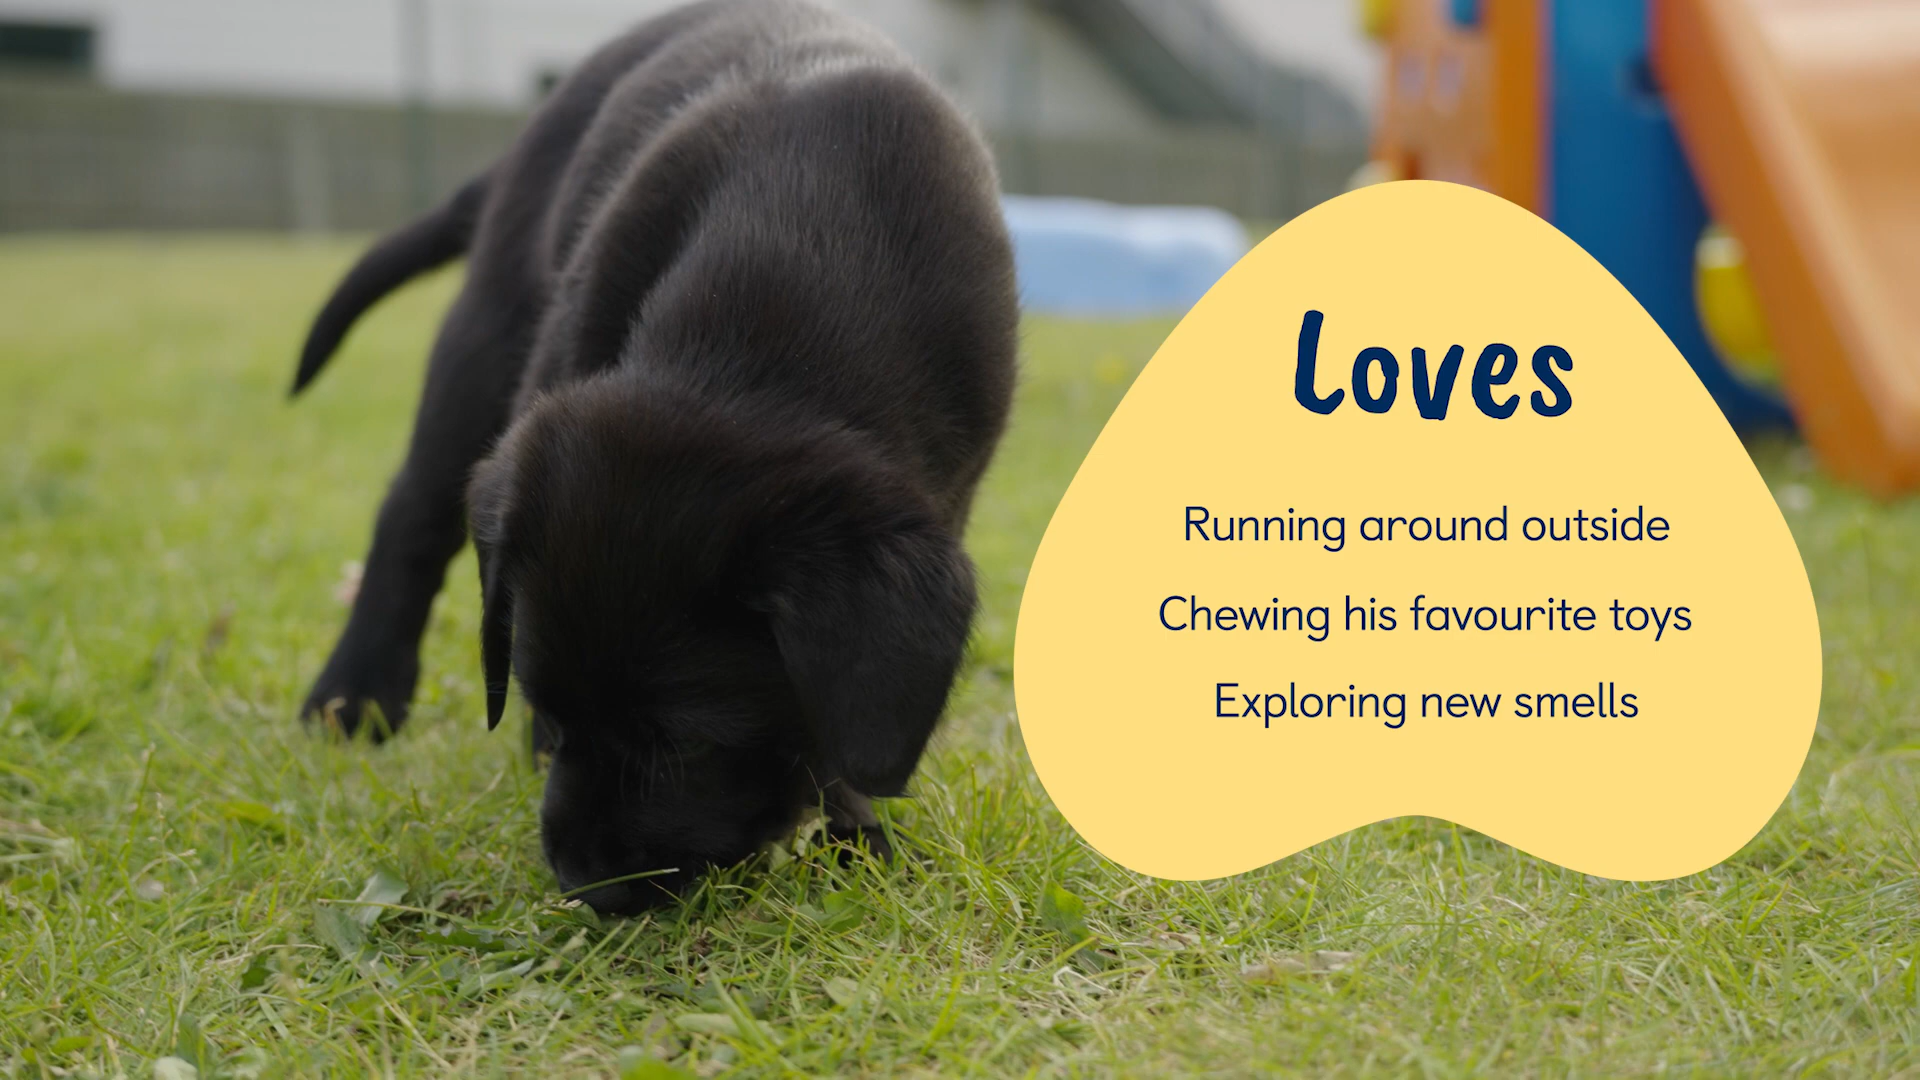 Loves
Running around outside
Chewing his favourite toys
Exploring new smells